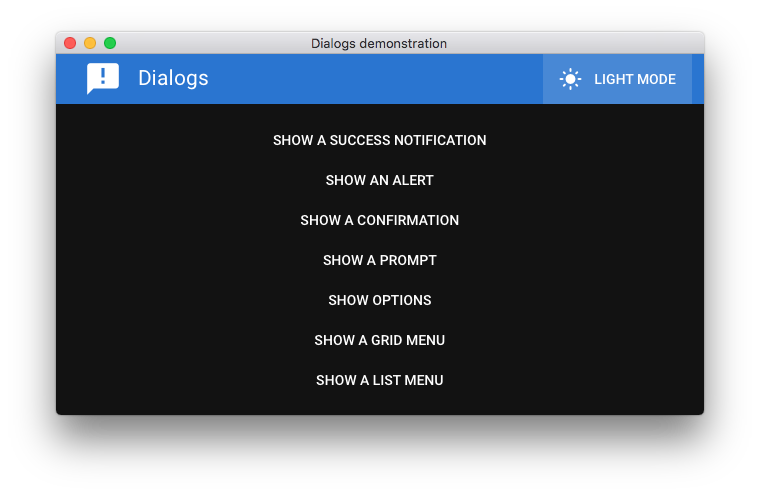 Dialogs demonstration
Dialogs
LIGHT MODE
SHOW A SUCCESS NOTIFICATION
SHOW AN ALERT
SHOW A CONFIRMATION
SHOW A PROMPT
SHOW OPTIONS
SHOW A GRID MENU
SHOW A LIST MENU